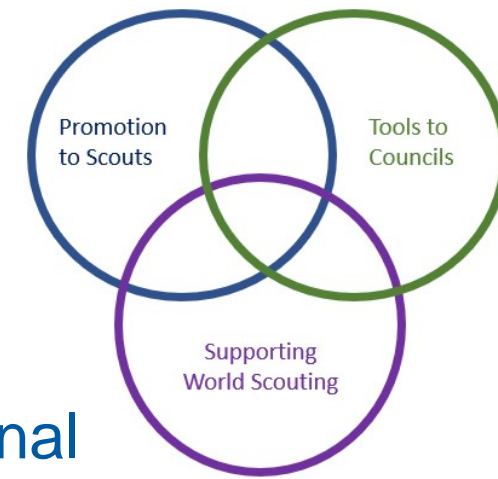 Promotion
to Scouts
Tools to
Councils
Supporting
World Scouting
nal